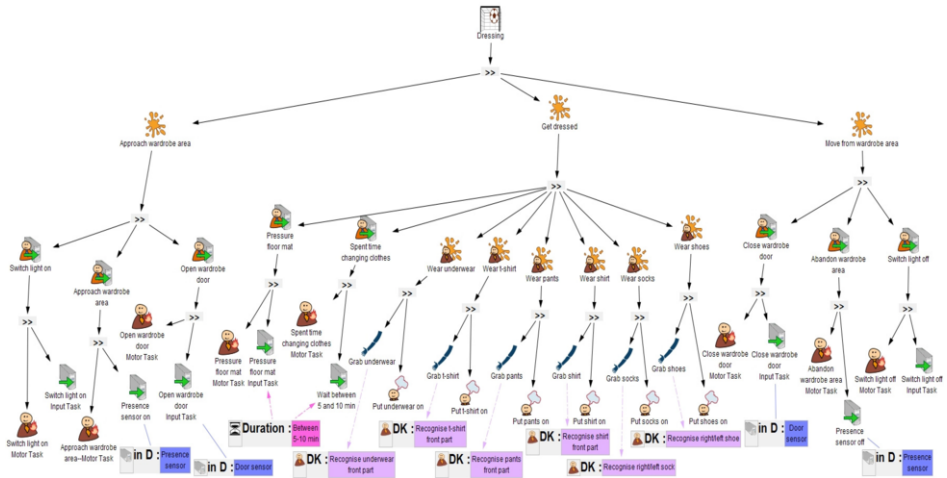 Dressing
>>
Approach wardrobe area
Get dressed
Move from wardrobe area
>>
>>
>>
Switch light on
Approach wardrobe
area
Open wardrobe
door
Pressure
floor mat
Spent time
changing clothes
Wear underwear
Wear t-shirt
Wear pants
Wear shirt
Wear socks
Wear shoes
Close wardrobe
door
Abandon wardrobe
area
Switch light off
>>
>>
>>
>>
>>
>>
>>
>>
>>
>>
>>
>>
>>
>>
Open wardrobe
door
Motor Task
Pressure
floor mat
Motor Task
Pressure
floor mat
Input Task
Spent time
changing clothes
Motor Task
Grab underwear
Grab t-shirt
Grab pants
Grab shirt
Grab socks
Grab shoes
Close wardrobe
door
Motor Task
Close wardrobe
door
Input Task
Abandon
wardrobe area
Motor Task
Switch light off
Motor Task
Switch light off
Input Task
Switch light on
Input Task
Switch light on
Motor Task
Approach wardrobe
area--Motor Task
Presence
sensor on
Open wardrobe
door
Input Task
Wait between
5 and 10 min
Put underwear on
Put t-shirt on
Put pants on
Put shirt on
Put socks on
Put shoes on
Presence
sensor off
in D :
Presence
sensor
in D :
Door sensor
Duration :
Between
5-10 min
DK :
Recognise underwear
front part
DK :
Recognise t-shirt
front part
DK :
Recognise pants
front part
DK :
Recognise shirt
front part
DK :
Recognise right/left sock
DK :
Recognise right/left shoe
in D :
Door
sensor
in D :
Presence
sensor